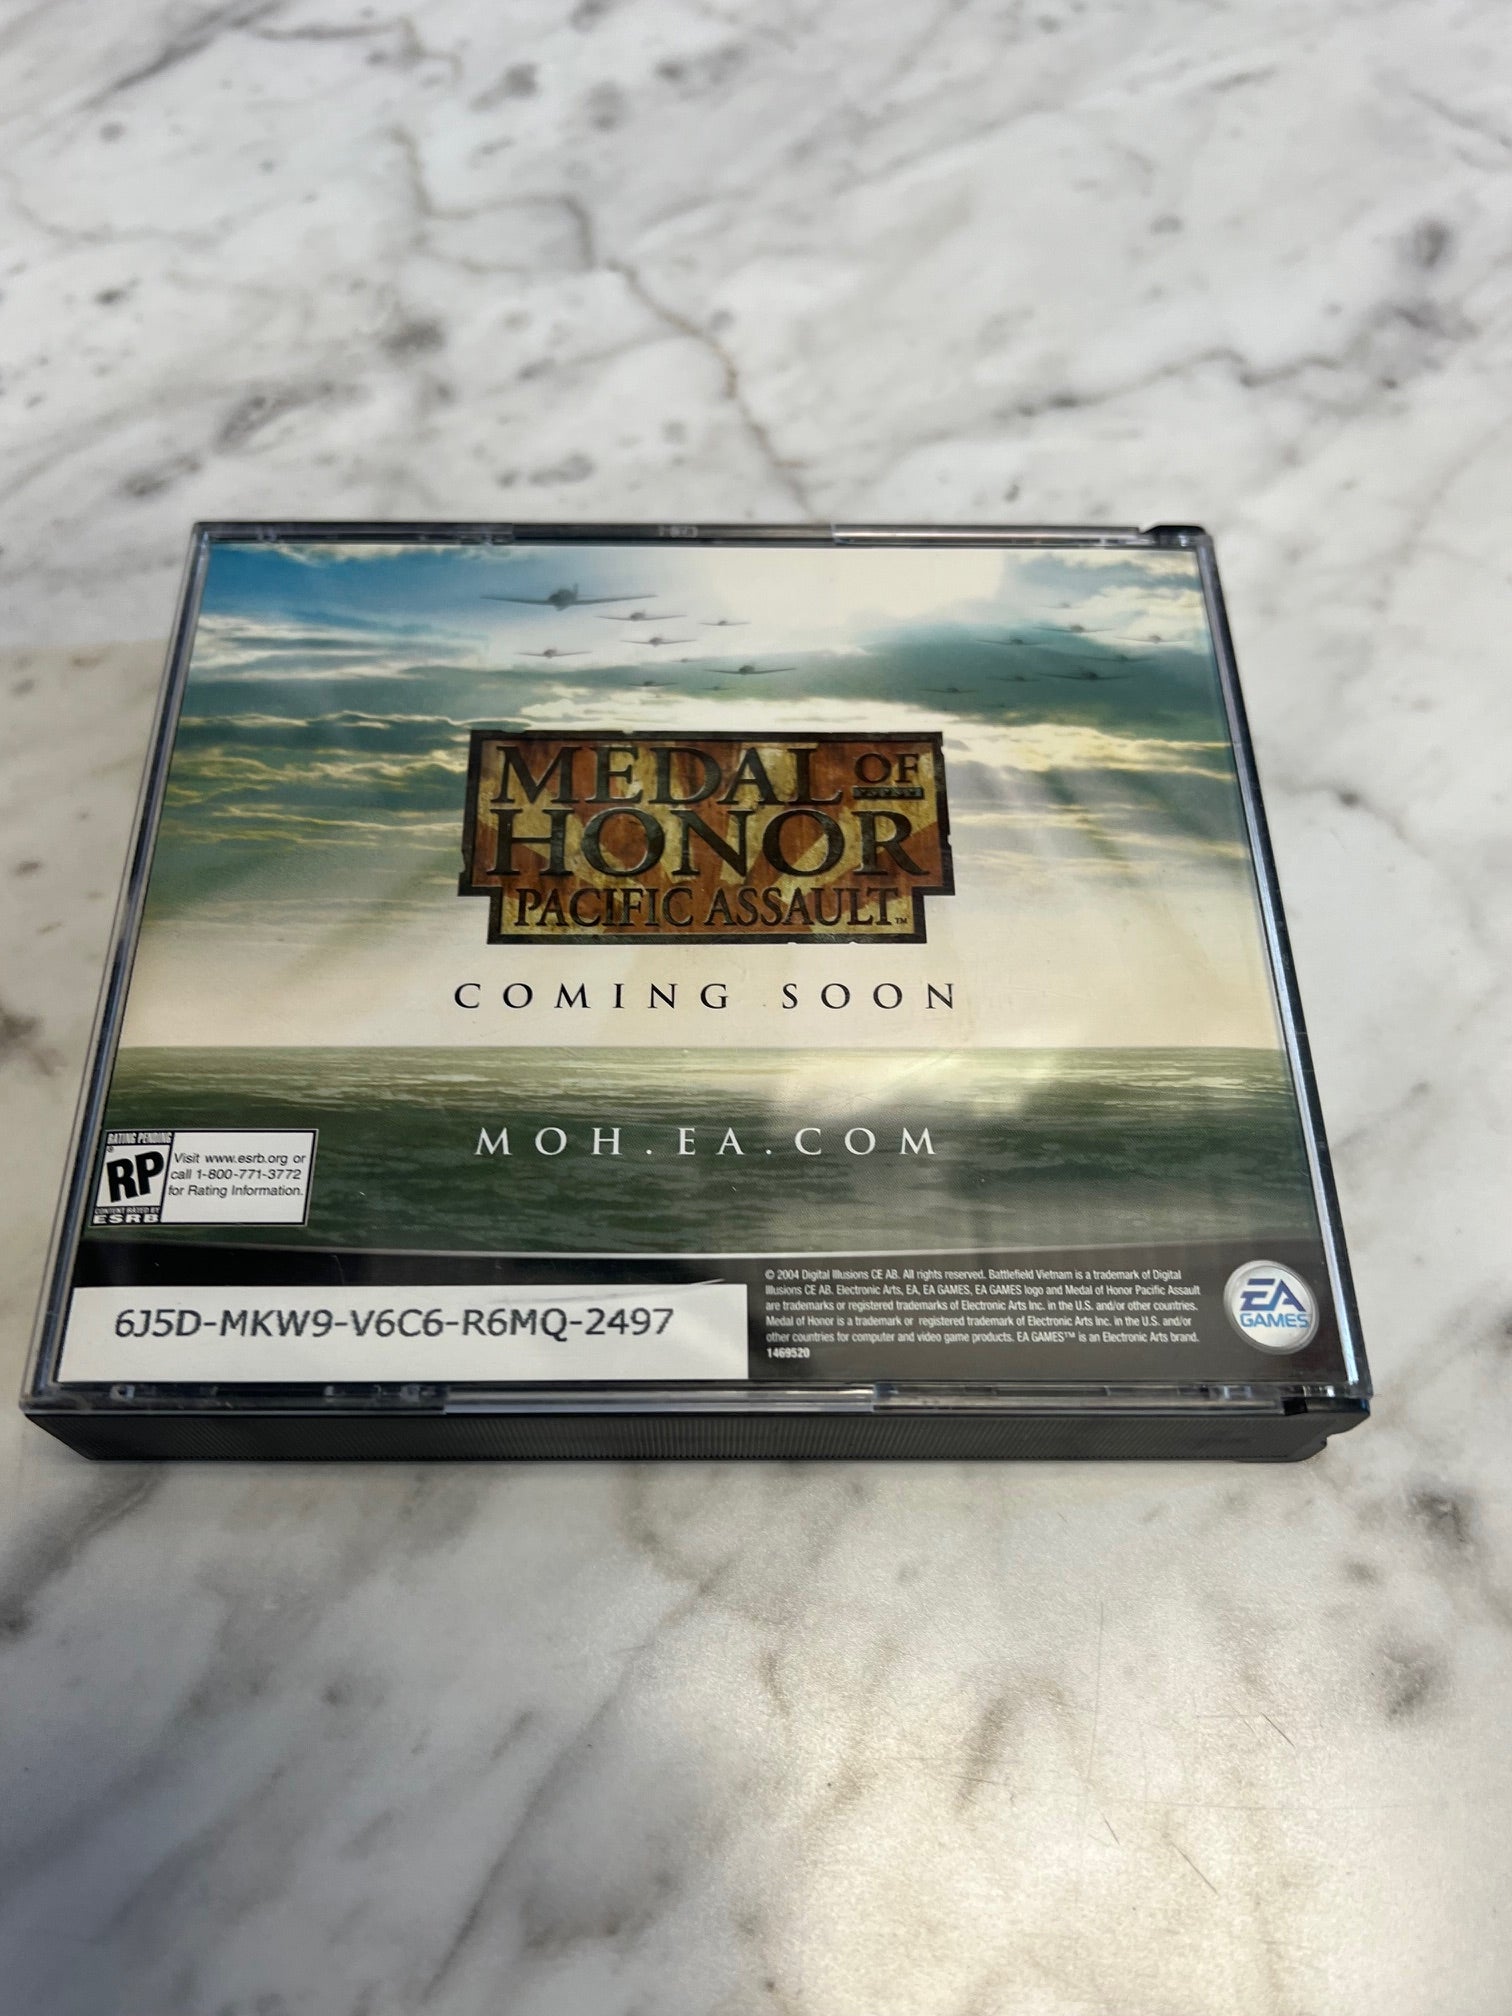 MEDAL OF
HONOR
PACIFIC ASSAULT™
COMING SOON
MOH.EA.COM
RATING PENDING
RP
CONTENT RATED BY
ESRB
Visit www.esrb.org or
call 1-800-771-3772
for Rating Information.
6J5D-MKW9-V6C6-R6MQ-2497
© 2004 Digital Illusions CE AB. All rights reserved. Battlefield Vietnam is a trademark of Digital
Illusions CE AB. Electronic Arts, EA, EA GAMES, EA GAMES logo and Medal of Honor Pacific Assault
are trademarks or registered trademarks of Electronic Arts Inc. in the U.S. and/or other countries.
Medal of Honor is a trademark or registered trademark of Electronic Arts Inc. in the U.S. and/or
other countries for computer and video game products. EA GAMES™ is an Electronic Arts brand.
1469520
EA
GAMES